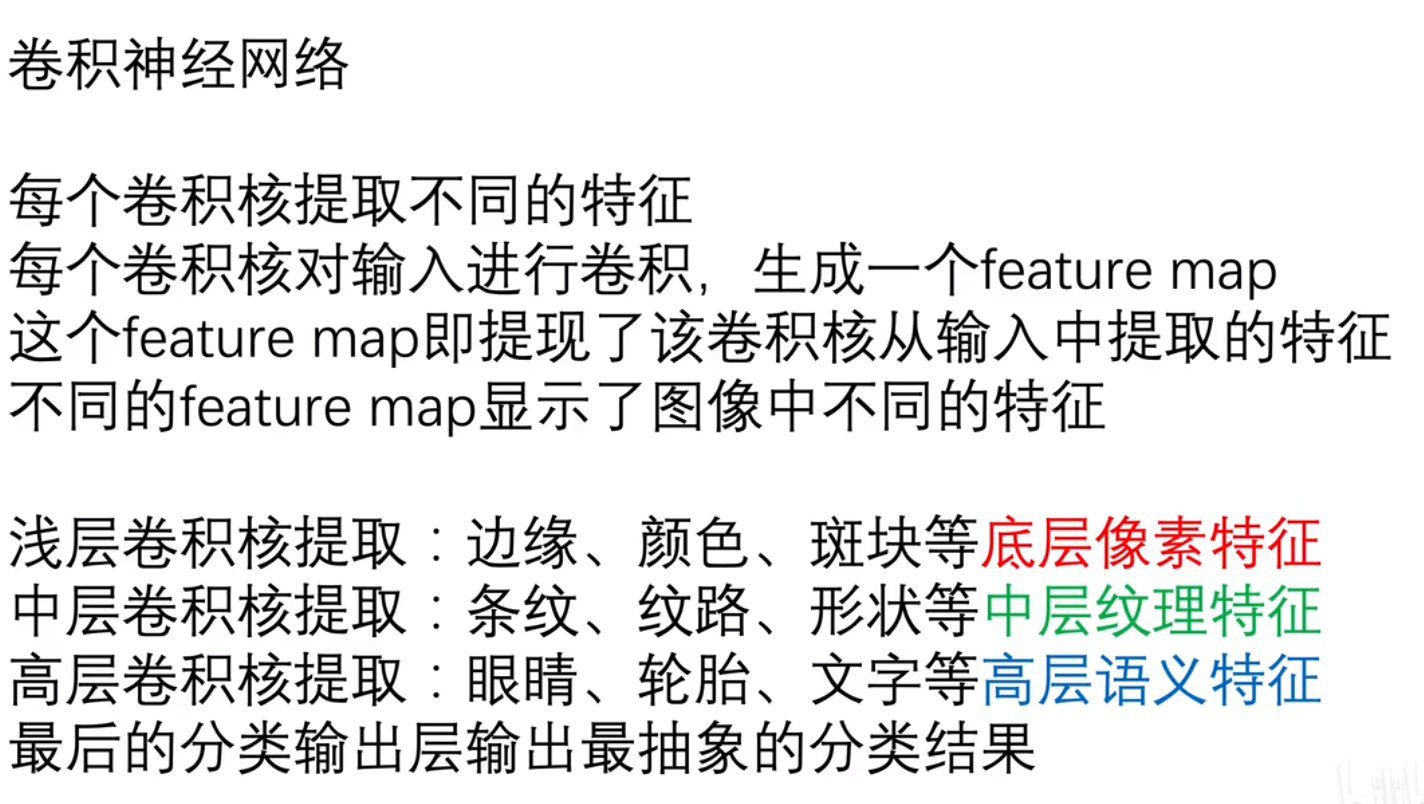 卷积神经网络
每个卷积核提取不同的特征
每个卷积核对输入进行卷积，生成一个feature map
这个feature map即提现了该卷积核从输入中提取的特征
不同的feature map显示了图像中不同的特征
浅层卷积核提取：边缘、颜色、斑块等底层像素特征
中层卷积核提取：条纹、纹路、形状等中层纹理特征
高层卷积核提取：眼睛、轮胎、文字等高层语义特征
最后的分类输出层输出最抽象的分类结果